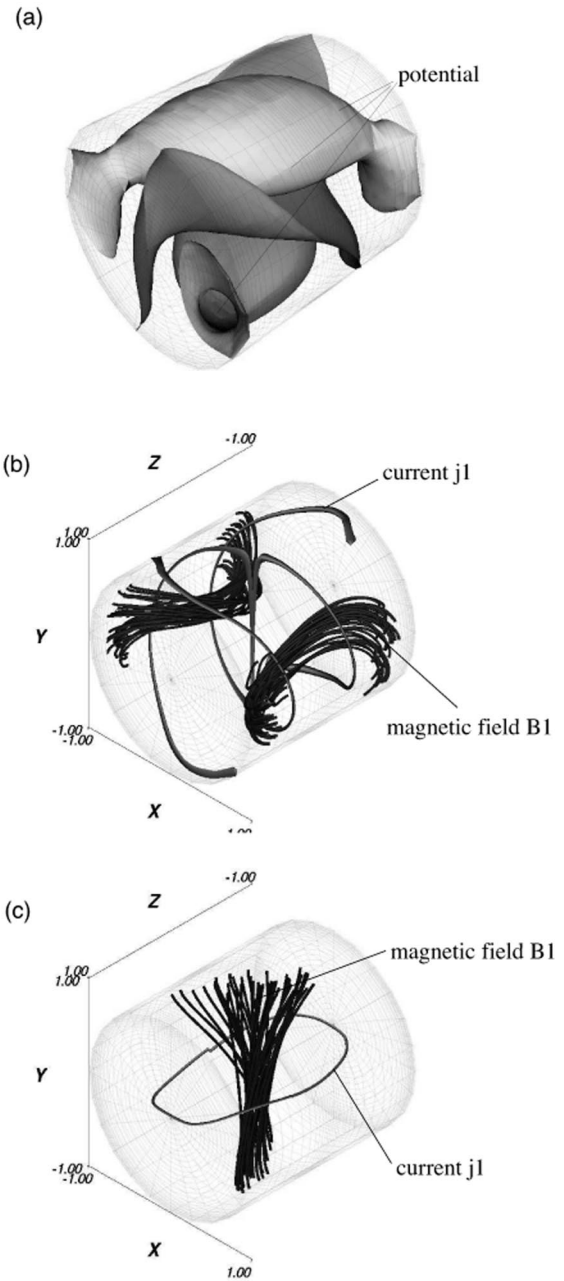 (a)
potential
(b)
-1.00
Z
current j1
1.00
1.00
Y
magnetic field B1
-1.00
-1.00
X
(c)
-1.00
Z
magnetic field B1
1.00
1.00
Y
current j1
-1.00
-1.00
X
1.00